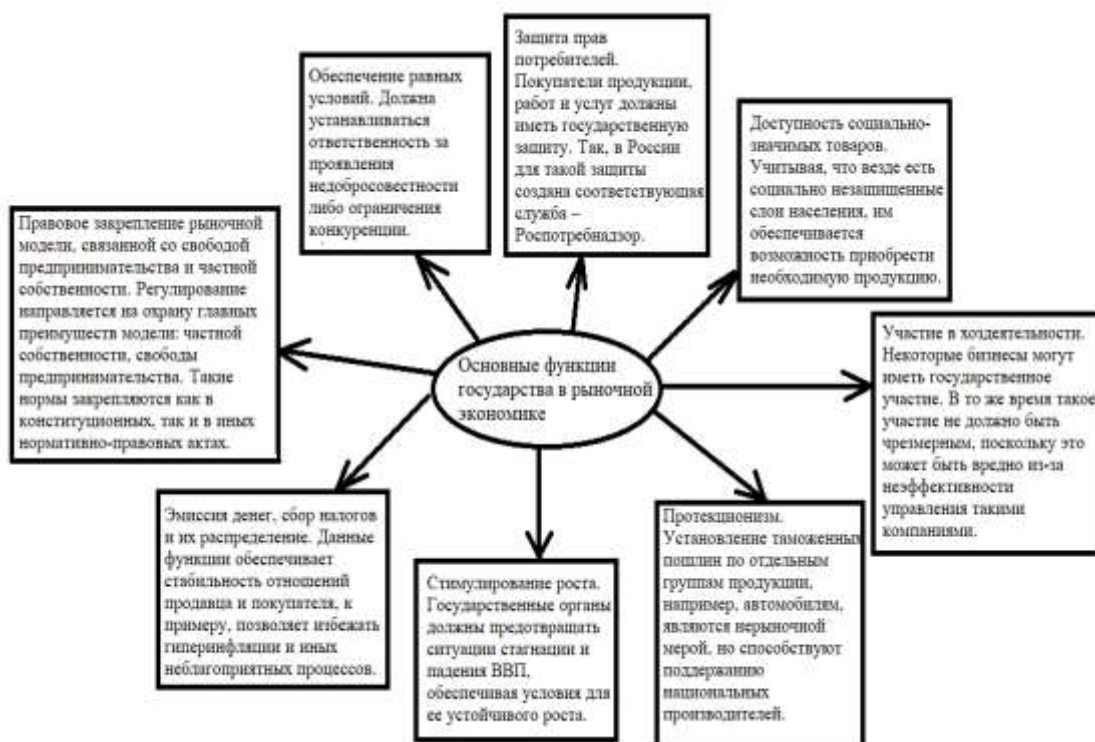 Защита прав
потребителей.
Покупатели продукции,
работ и услуг должны
иметь государственную
защиту. Так, в России
для такой защиты
создана соответствующая
служба –
Роспотребнадзор.
Обеспечение равных
условий. Должна
устанавливаться
ответственность за
проявления
недобросовестности
либо ограничения
конкуренции.
Доступность социально-
значимых товаров.
Учитывая, что везде есть
социально незащищенные
слои населения, им
обеспечивается
возможность приобрести
необходимую продукцию.
Правовое закрепление рыночной
модели, связанной со свободой
предпринимательства и частной
собственности. Регулирование
направляется на охрану главных
преимуществ модели: частной
собственности, свободы
предпринимательства. Такие
нормы закрепляются как в
конституционных, так и в иных
нормативно-правовых актах.
Основные функции
государства в рыночной
экономике
Участие в хоздеятельности.
Некоторые бизнесы могут
иметь государственное
участие. В то же время такое
участие не должно быть
чрезмерным, поскольку это
может быть вредно из-за
неэффективности
управления такими
компаниями.
Эмиссия денег, сбор налогов
и их распределение. Данные
функции обеспечивает
стабильность отношений
продавца и покупателя, к
примеру, позволяет избежать
гиперинфляции и иных
неблагоприятных процессов.
Стимулирование роста.
Государственные органы
должны предотвращать
ситуации стагнации и
падения ВВП,
обеспечивая условия для
ее устойчивого роста.
Протекционизм.
Установление таможенных
пошлин по отдельным
группам продукции,
например, автомобилям,
являются нерыночной
мерой, но способствуют
поддержанию
национальных
производителей.